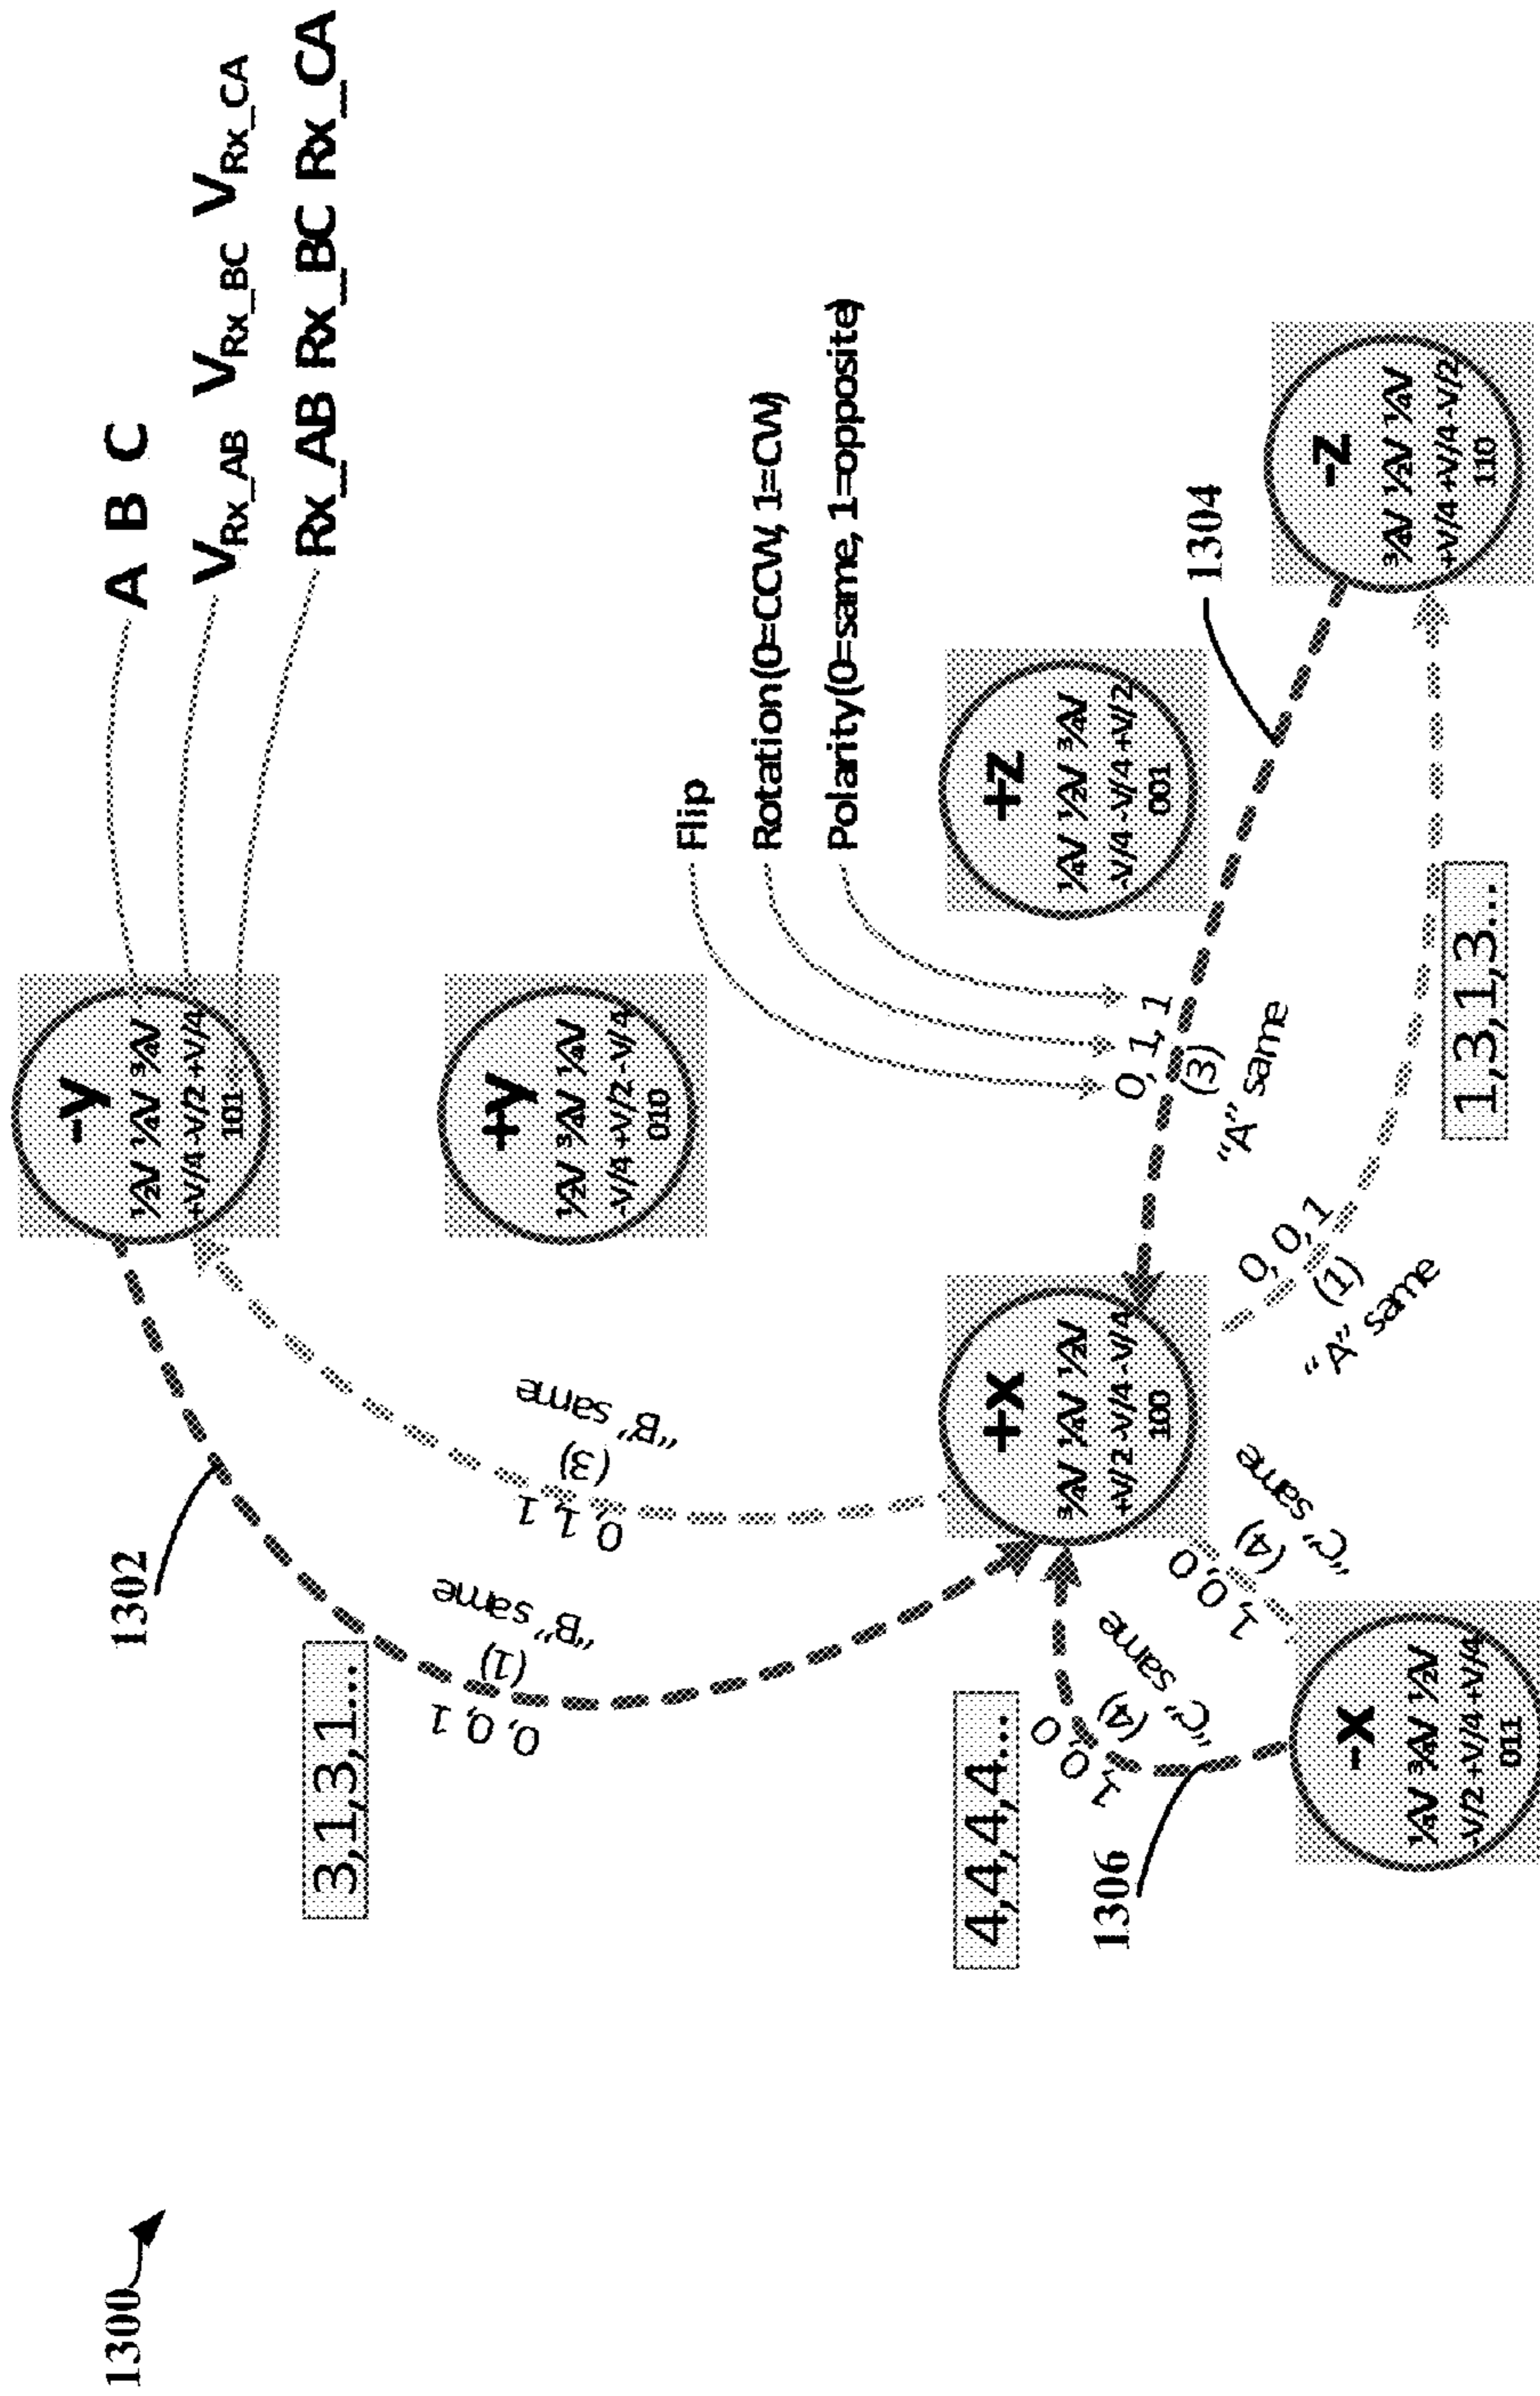 1300
3,1,3,1...
1302
-y
½V ¼V ¾V
+V/4 -V/2 +V/4
101
A B C
VRx_AB VRx_BC VRx_CA
Rx_AB Rx_BC Rx_CA
0, 0, 1
(1)
"B" same
0, 1, 1
(3)
"B" same
+y
½V ¾V ¼V
-V/4 +V/2 -V/4
010
Flip
Rotation(0=CCW, 1=CW)
Polarity(0=same, 1=opposite)
4,4,4,4...
1306
1, 0, 0
(4)
"C" same
+x
¾V ¼V ½V
+V/2 -V/4 -V/4
100
0, 1, 1
(3)
"A" same
+z
¼V ½V ¾V
-V/4 -V/4 +V/2
001
1304
-x
¼V ¾V ½V
-V/2 +V/4 +V/4
011
1, 0, 0
(4)
"C" same
0, 0, 1
(1)
"A" same
1,3,1,3...
-z
¾V ½V ¼V
+V/4 +V/4 -V/2
110